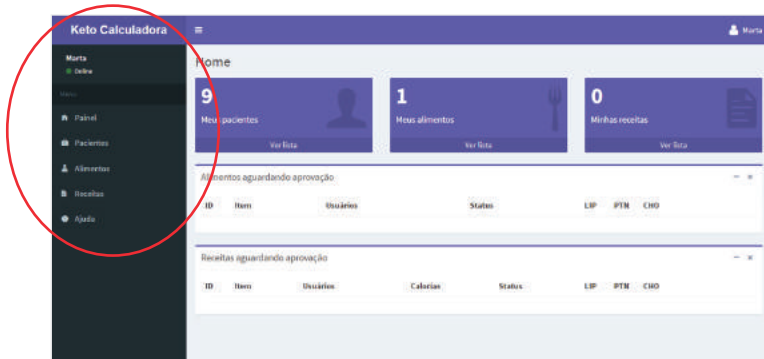 Keto Calculadora
Marta
Marta
Online
Menu
Painel
Pacientes
Alimentos
Receitas
Ajuda
Home
9
Meus pacientes
Ver lista
1
Meus alimentos
Ver lista
0
Minhas receitas
Ver lista
Alimentos aguardando aprovação
ID Item Usuários Status LIP PTN CHO
Receitas aguardando aprovação
ID Item Usuários Calorias Status LIP PTN CHO